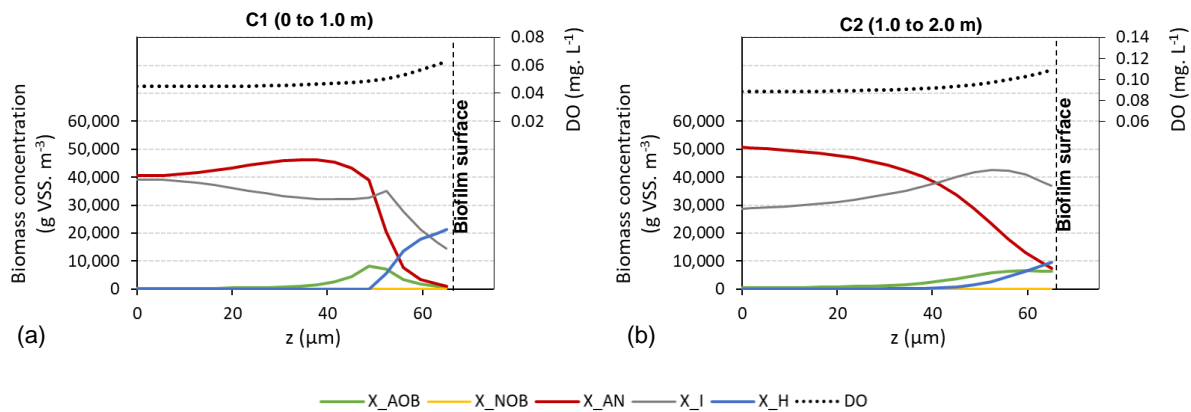 C1 (0 to 1.0 m)
Biomass concentration
(g VSS. m⁻³)
60,000
50,000
40,000
30,000
20,000
10,000
0
0.08
0.06
0.04
0.02
DO (mg. L⁻¹)
Biofilm surface
0
20
40
60
z (µm)
(a)
C2 (1.0 to 2.0 m)
Biomass concentration
(g VSS. m⁻³)
60,000
50,000
40,000
30,000
20,000
10,000
0
0.14
0.12
0.10
0.08
0.06
DO (mg. L⁻¹)
Biofilm surface
0
20
40
60
z (µm)
(b)
X_AOB X_NOB X_AN X_I X_H DO